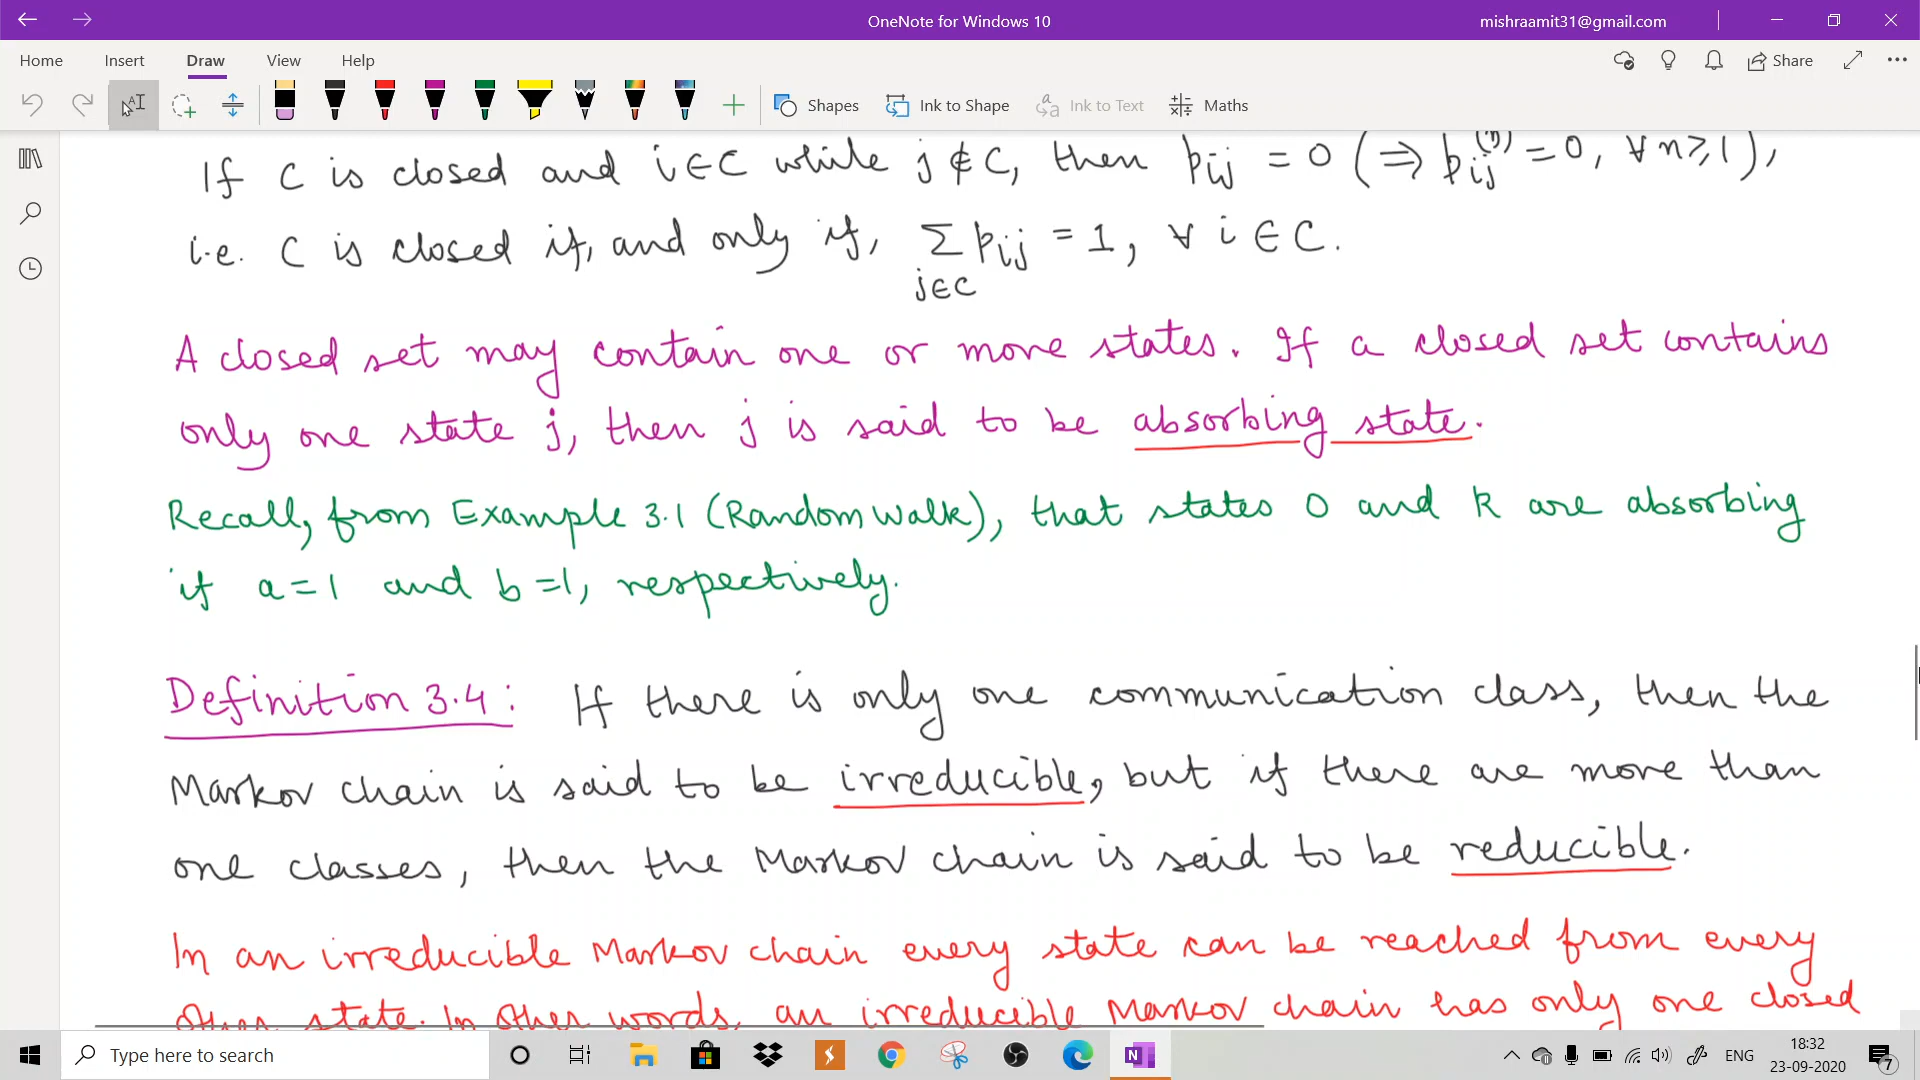 OneNote for Windows 10
mishraamit31@gmail.com
Home Insert Draw View Help
Share
Shapes Ink to Shape Ink to Text Maths
If C is closed and i∈C while j∉C, then pij = 0 (⇒ pij^(n) = 0, ∀ n≥1),
i.e. C is closed if, and only if, ∑ pij = 1, ∀ i ∈ C.
j∈C
A closed set may contain one or more states. If a closed set contains
only one state j, then j is said to be absorbing state.
Recall, from Example 3.1 (Random walk), that states 0 and k are absorbing
if a=1 and b=1, respectively.
Definition 3.4: If there is only one communication class, then the
Markov chain is said to be irreducible, but if there are more than
one classes, then the Markov chain is said to be reducible.
In an irreducible Markov chain every state can be reached from every
other state. In other words, an irreducible Markov chain has only one closed
Type here to search
ENG
18:32
23-09-2020
7